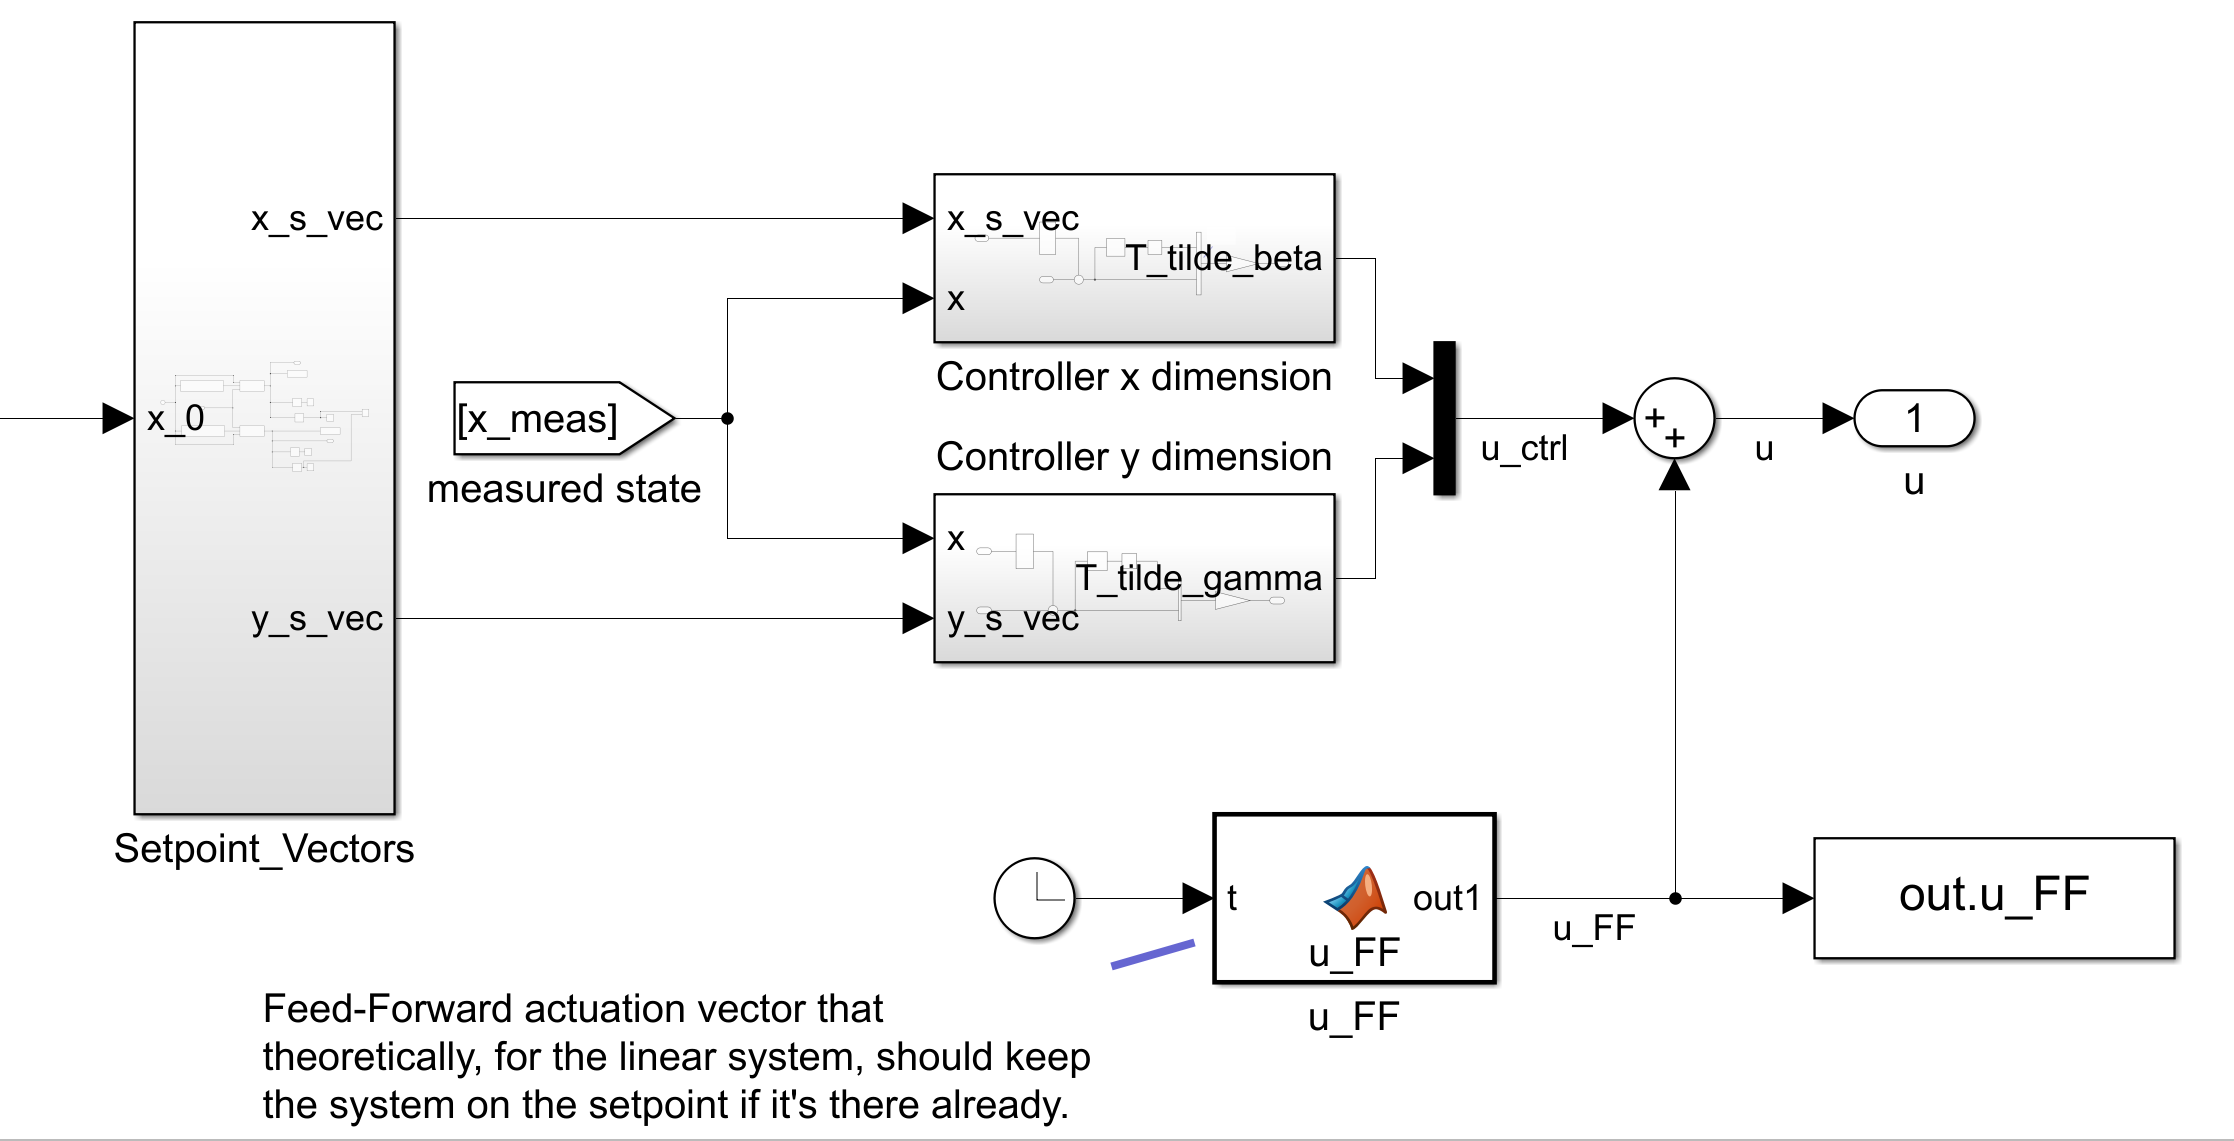 x_s_vec
x_0
y_s_vec
Setpoint_Vectors
[x_meas]
measured state
x_s_vec
T_tilde_beta
x
Controller x dimension
Controller y dimension
x
T_tilde_gamma
y_s_vec
u_ctrl
+
+
u
1
u
t
out1
u_FF
u_FF
u_FF
out.u_FF
Feed-Forward actuation vector that
theoretically, for the linear system, should keep
the system on the setpoint if it's there already.